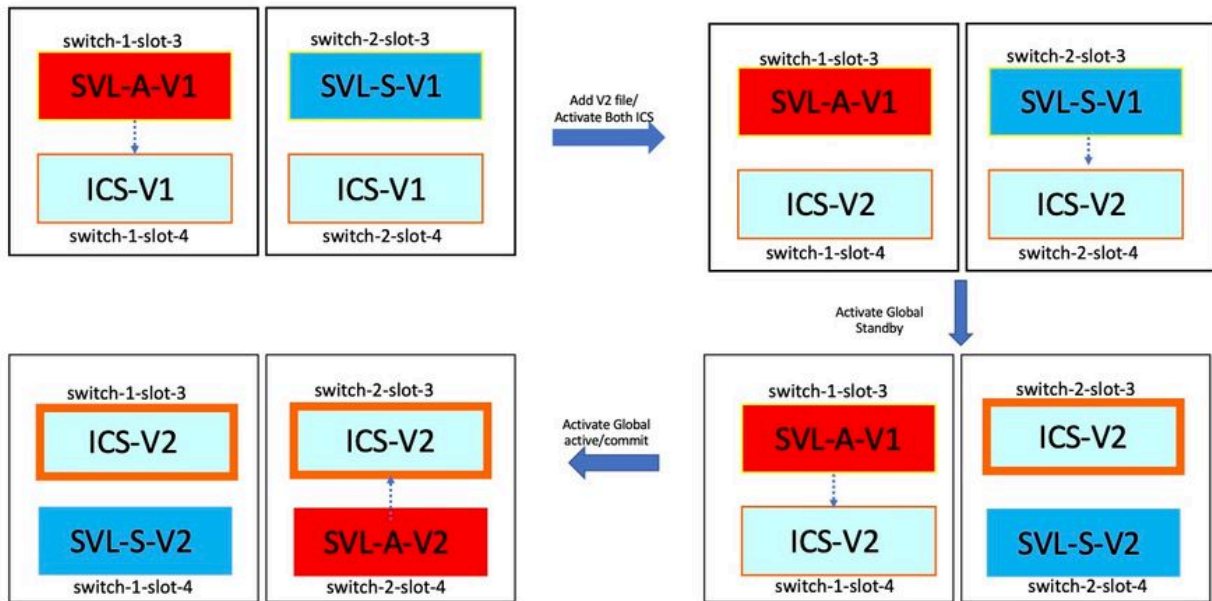 switch-1-slot-3
SVL-A-V1
ICS-V1
switch-1-slot-4
switch-2-slot-3
SVL-S-V1
ICS-V1
switch-2-slot-4
Add V2 file/
Activate Both ICS
switch-1-slot-3
SVL-A-V1
ICS-V2
switch-1-slot-4
switch-2-slot-3
SVL-S-V1
ICS-V2
switch-2-slot-4
Activate Global
Standby
switch-1-slot-3
SVL-A-V1
ICS-V2
switch-1-slot-4
switch-2-slot-3
ICS-V2
SVL-S-V2
switch-2-slot-4
Activate Global
active/commit
switch-1-slot-3
ICS-V2
SVL-S-V2
switch-1-slot-4
switch-2-slot-3
ICS-V2
SVL-A-V2
switch-2-slot-4